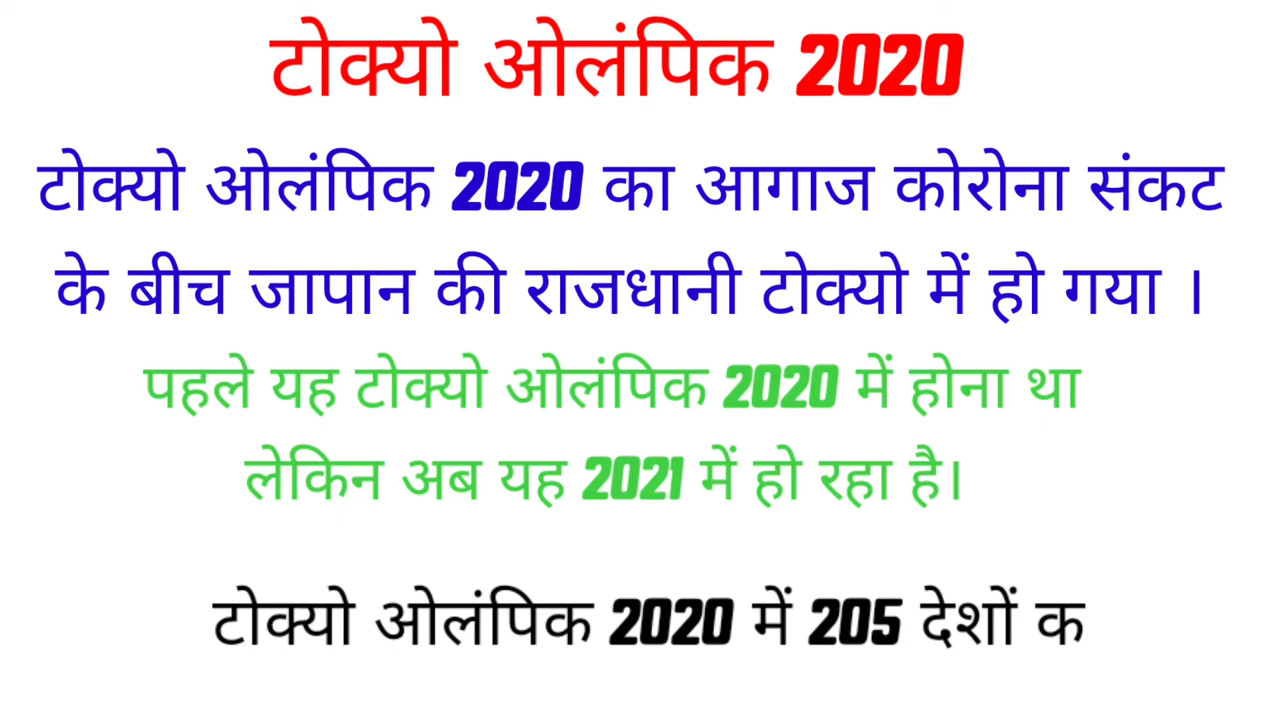 टोक्यो ओलंपिक 2020
टोक्यो ओलंपिक 2020 का आगाज कोरोना संकट
के बीच जापान की राजधानी टोक्यो में हो गया ।
पहले यह टोक्यो ओलंपिक 2020 में होना था
लेकिन अब यह 2021 में हो रहा है।
टोक्यो ओलंपिक 2020 में 205 देशों क